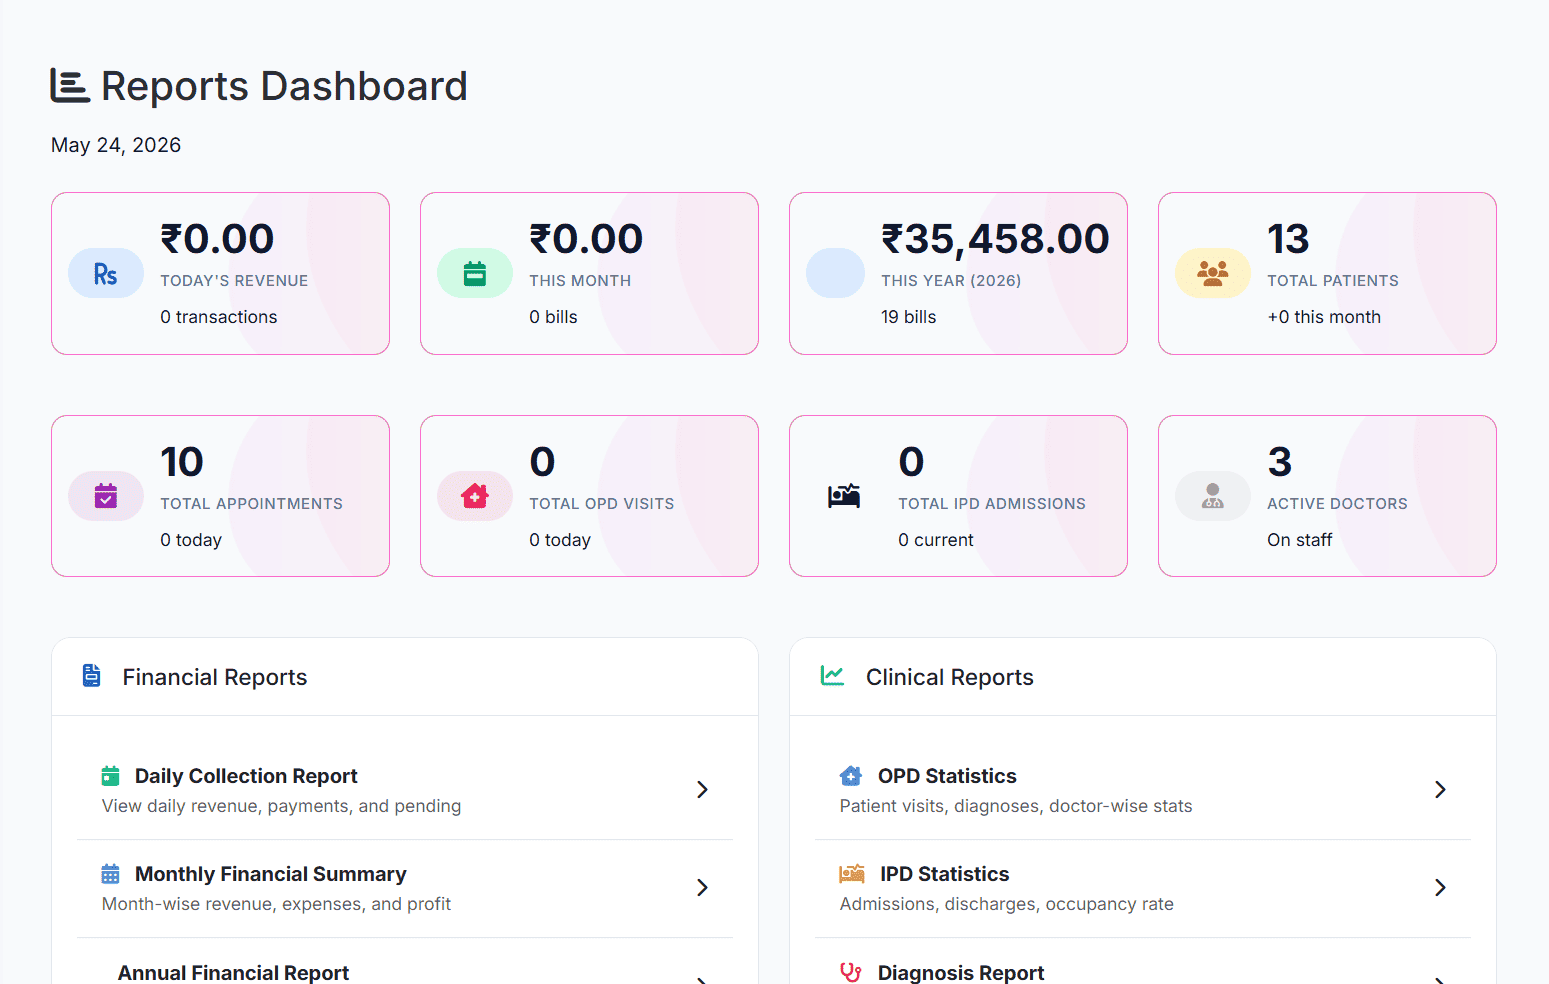 Reports Dashboard
May 24, 2026
Rs
₹0.00
TODAY'S REVENUE
0 transactions
₹0.00
THIS MONTH
0 bills
₹35,458.00
THIS YEAR (2026)
19 bills
13
TOTAL PATIENTS
+0 this month
10
TOTAL APPOINTMENTS
0 today
0
TOTAL OPD VISITS
0 today
0
TOTAL IPD ADMISSIONS
0 current
3
ACTIVE DOCTORS
On staff
Financial Reports
Daily Collection Report
View daily revenue, payments, and pending
Monthly Financial Summary
Month-wise revenue, expenses, and profit
Annual Financial Report
Clinical Reports
OPD Statistics
Patient visits, diagnoses, doctor-wise stats
IPD Statistics
Admissions, discharges, occupancy rate
Diagnosis Report